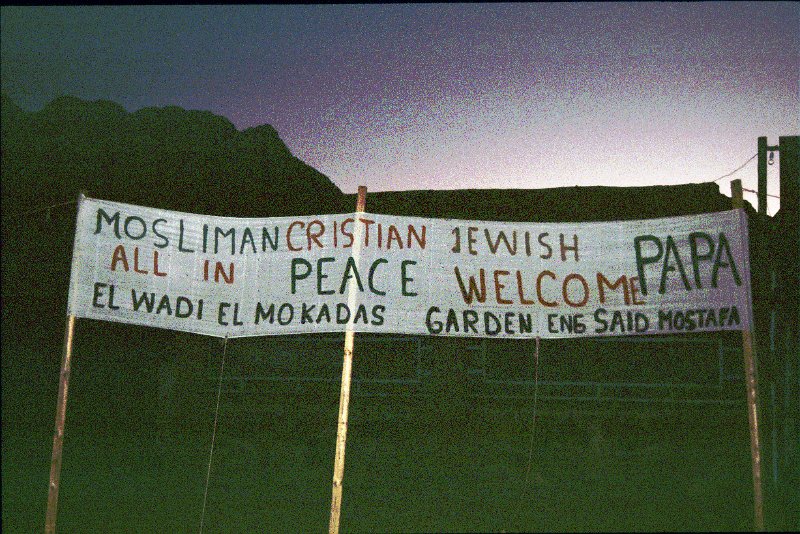 MOSLIMAN CRISTIAN JEWISH
ALL IN PEACE WELCOME PAPA
EL WADI EL MOKADAS GARDEN ENG SAID MOSTAFA